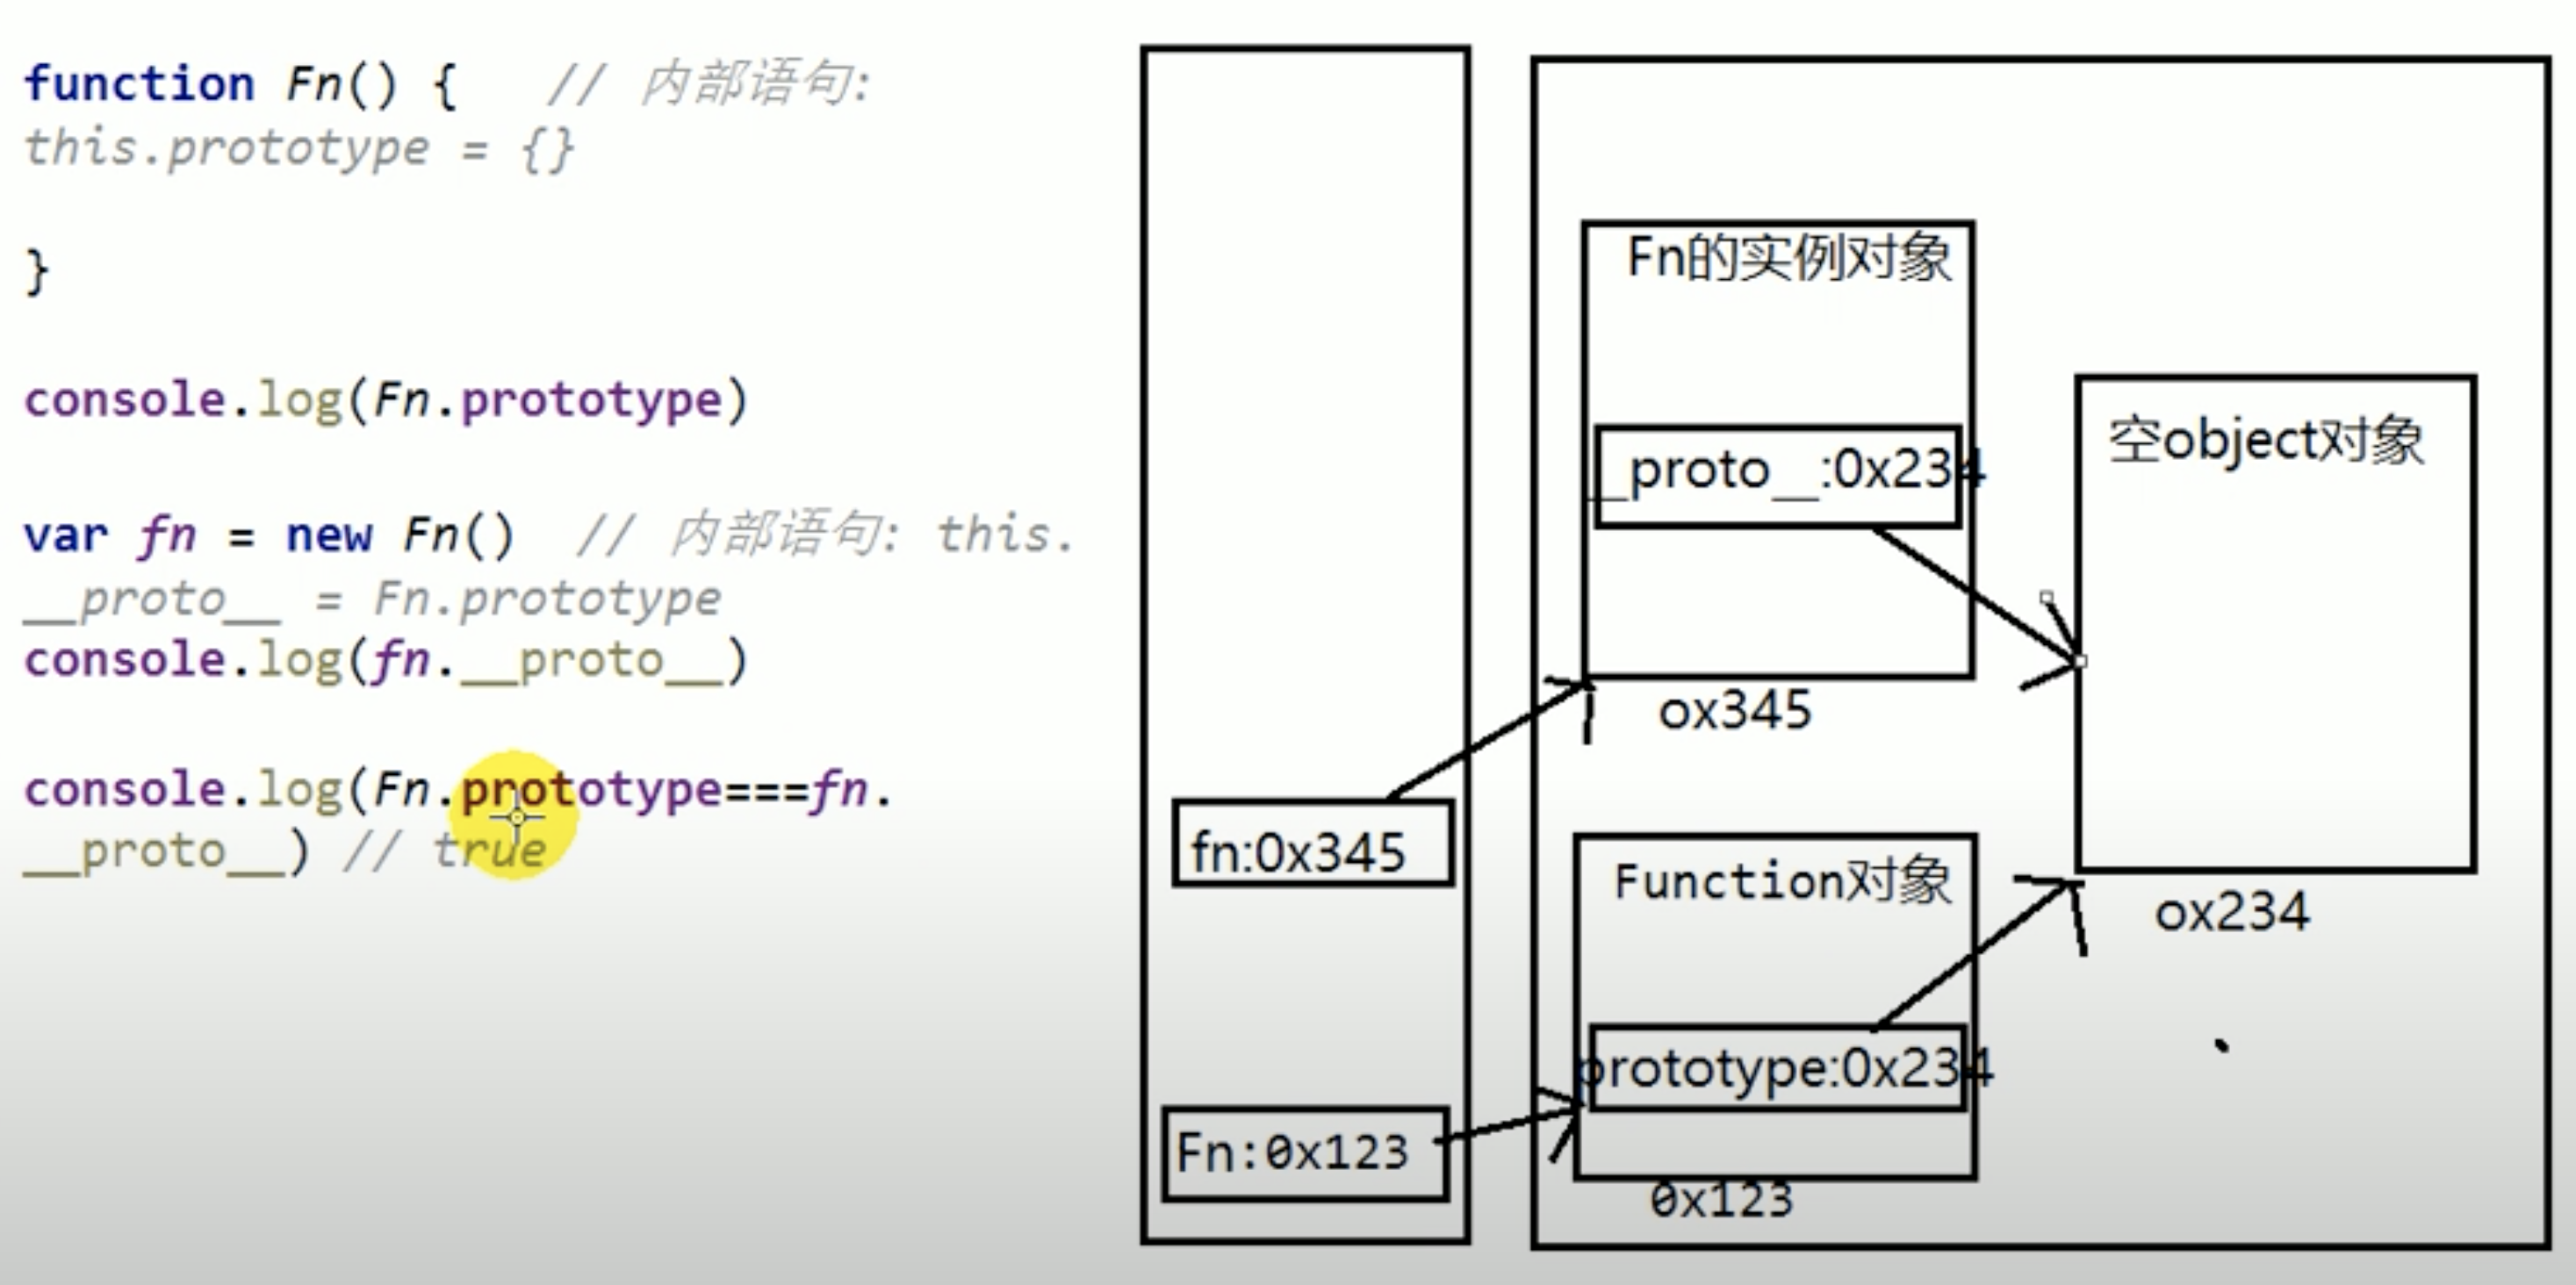 function Fn() {   // 内部语句:
this.prototype = {}
}
console.log(Fn.prototype)
var fn = new Fn()  // 内部语句: this.
__proto__ = Fn.prototype
console.log(fn.__proto__)
console.log(Fn.prototype===fn.
__proto__) // true
Fn的实例对象
__proto__:0x234
ox345
空object对象
ox234
fn:0x345
Function对象
prototype:0x234
0x123
Fn:0x123